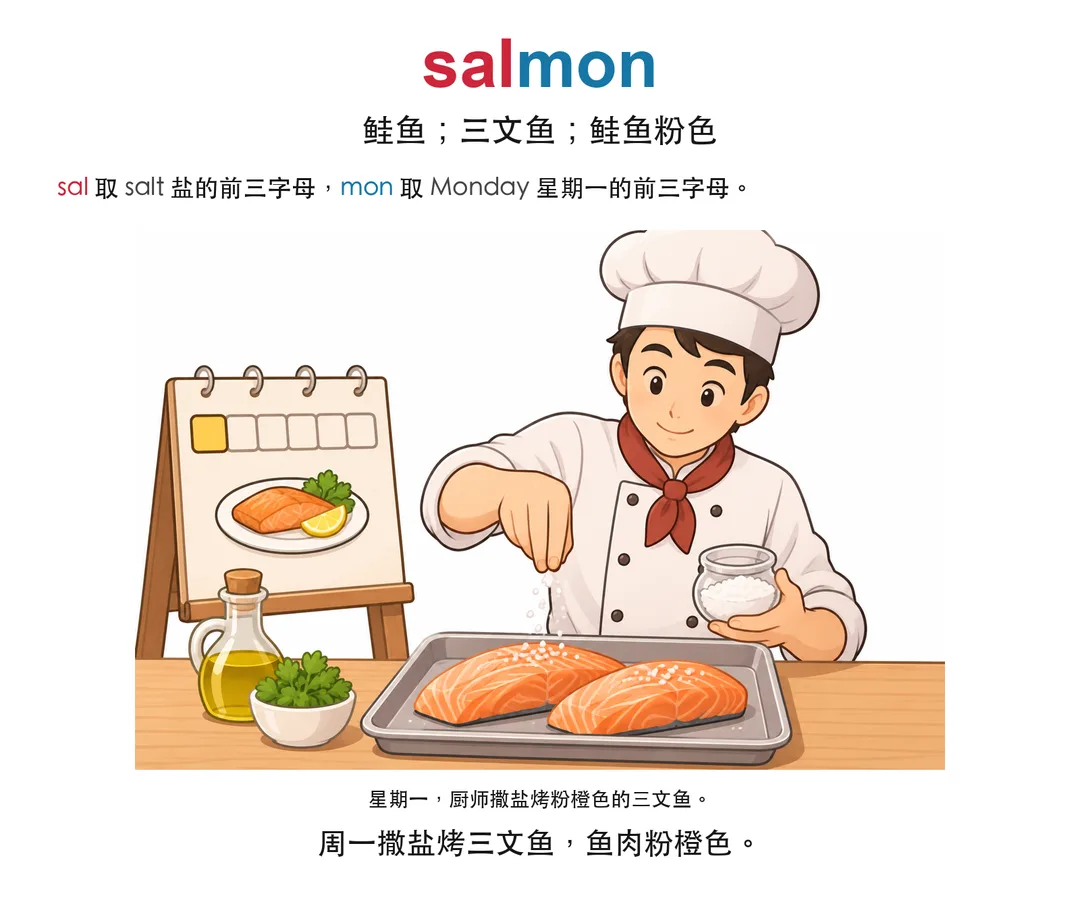 salmon
鲑鱼；三文鱼；鲑鱼粉色
sal 取 salt 盐的前三字母，mon 取 Monday 星期一的前三字母。
星期一，厨师撒盐烤粉橙色的三文鱼。
周一撒盐烤三文鱼，鱼肉粉橙色。